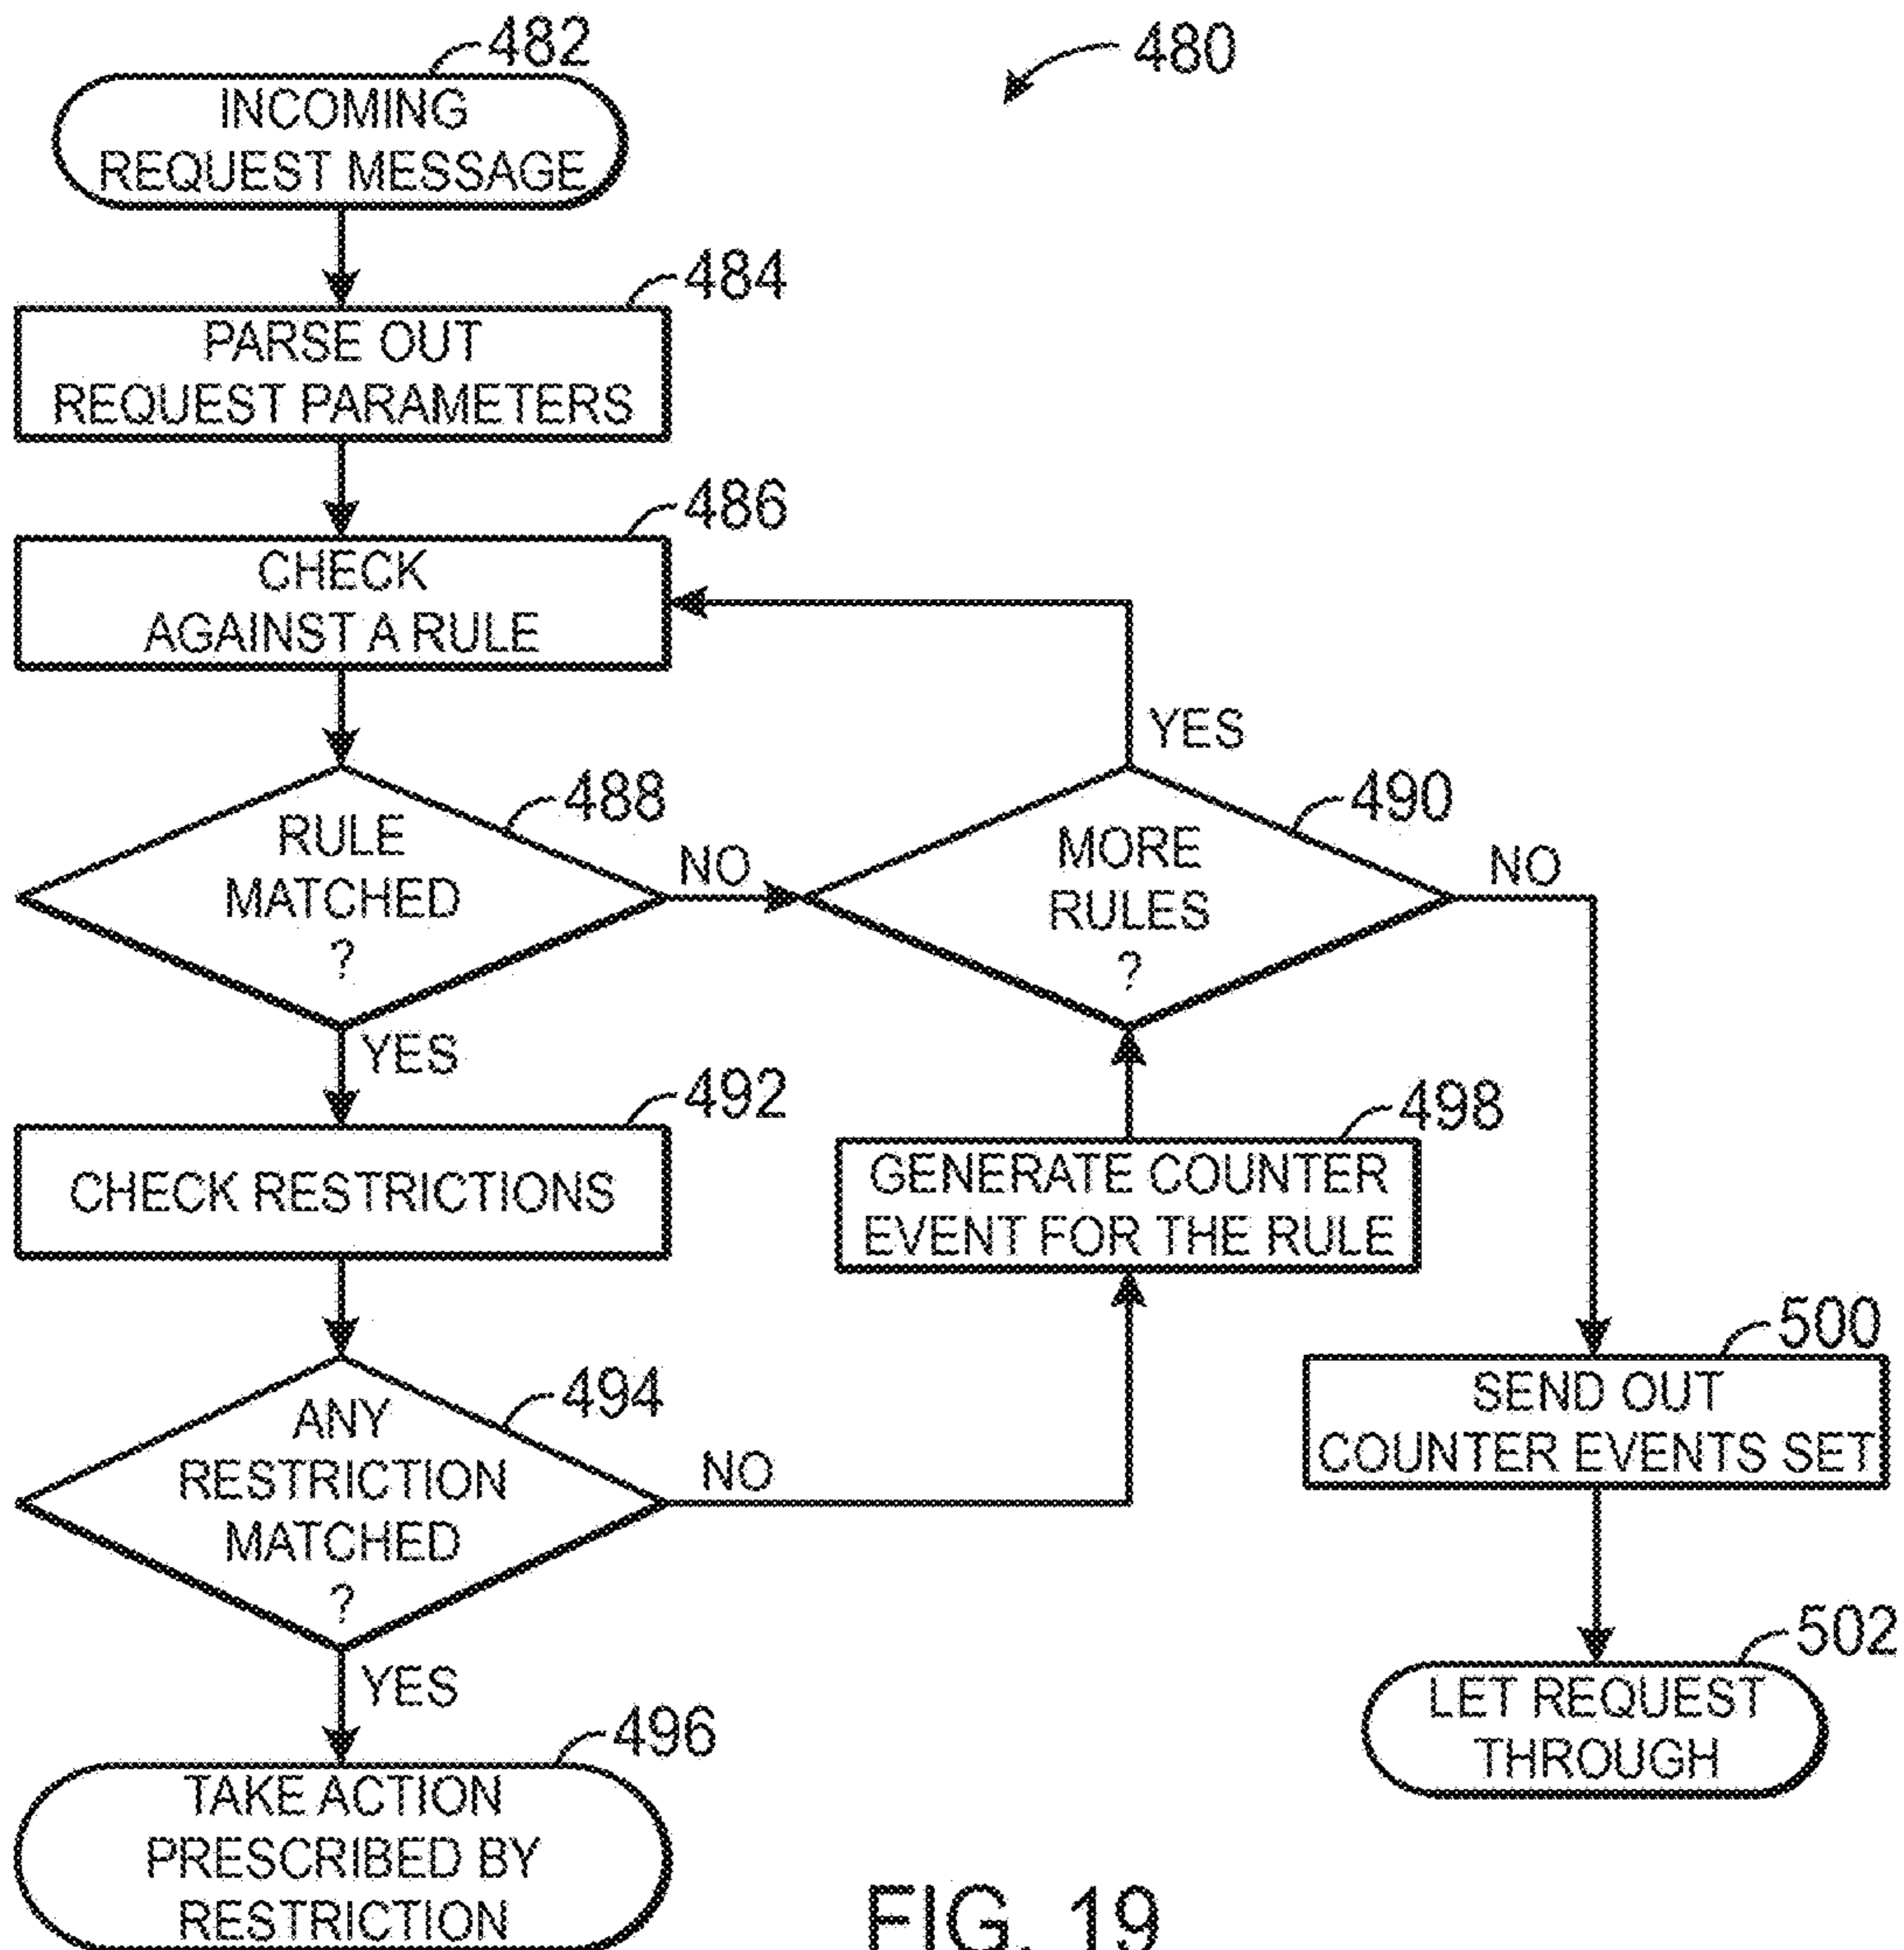 482
480
INCOMING
REQUEST MESSAGE
484
PARSE OUT
REQUEST PARAMETERS
486
CHECK
AGAINST A RULE
YES
488
490
RULE
MATCHED
?
NO
MORE
RULES
?
NO
YES
492
CHECK RESTRICTIONS
498
GENERATE COUNTER
EVENT FOR THE RULE
494
ANY
RESTRICTION
MATCHED
?
NO
500
SEND OUT
COUNTER EVENTS SET
YES
502
LET REQUEST
THROUGH
496
TAKE ACTION
PRESCRIBED BY
RESTRICTION
FIG. 19